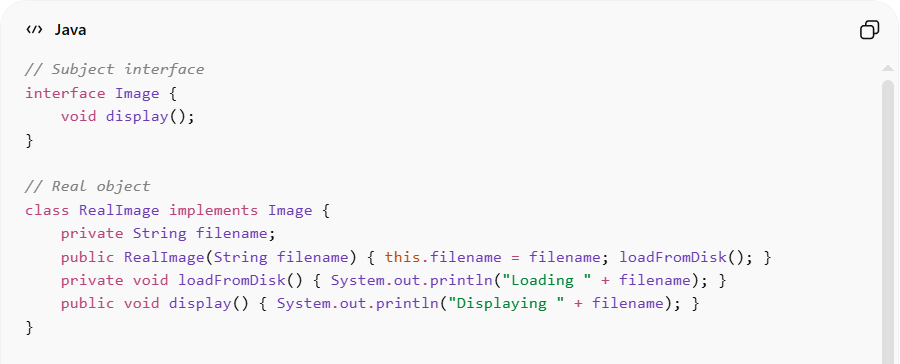 Java
// Subject interface
interface Image {
    void display();
}

// Real object
class RealImage implements Image {
    private String filename;
    public RealImage(String filename) { this.filename = filename; loadFromDisk(); }
    private void loadFromDisk() { System.out.println("Loading " + filename); }
    public void display() { System.out.println("Displaying " + filename); }
}